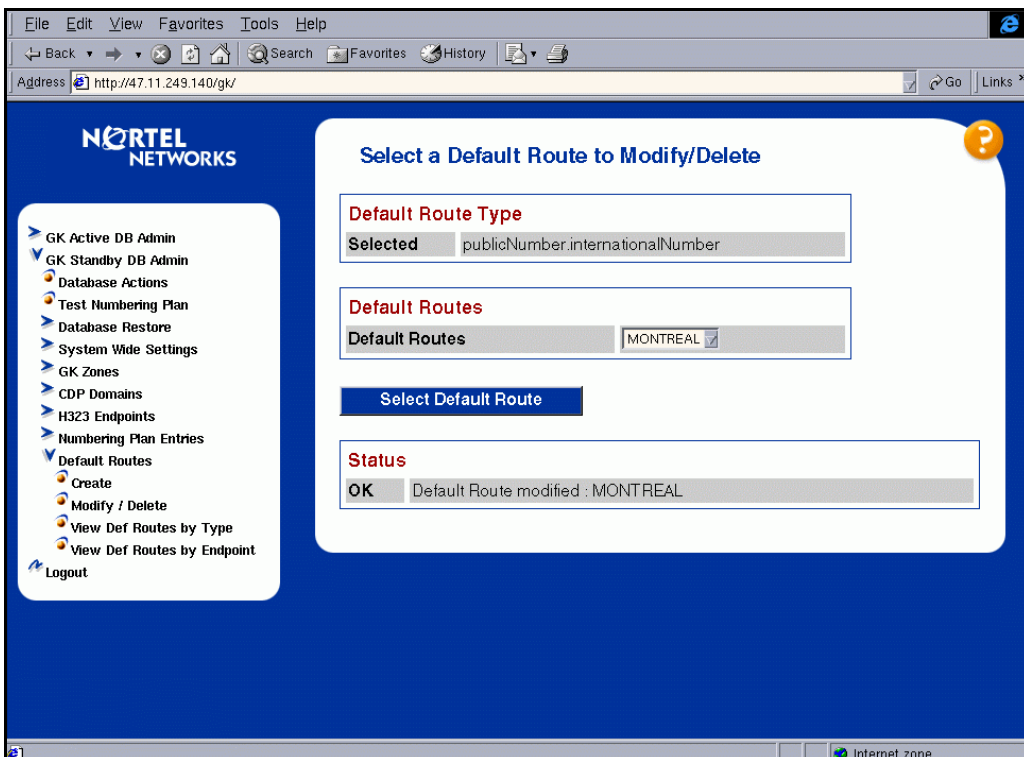 File Edit View Favorites Tools Help
Back Search Favorites History
Address http://47.11.249.140/gk/ Go Links »
NORTEL
NETWORKS
GK Active DB Admin
GK Standby DB Admin
Database Actions
Test Numbering Plan
Database Restore
System Wide Settings
GK Zones
CDP Domains
H323 Endpoints
Numbering Plan Entries
Default Routes
Create
Modify / Delete
View Def Routes by Type
View Def Routes by Endpoint
Logout
?
Select a Default Route to Modify/Delete
Default Route Type
Selected publicNumber.internationalNumber
Default Routes
Default Routes MONTREAL
Select Default Route
Status
OK Default Route modified : MONTREAL
Internet zone